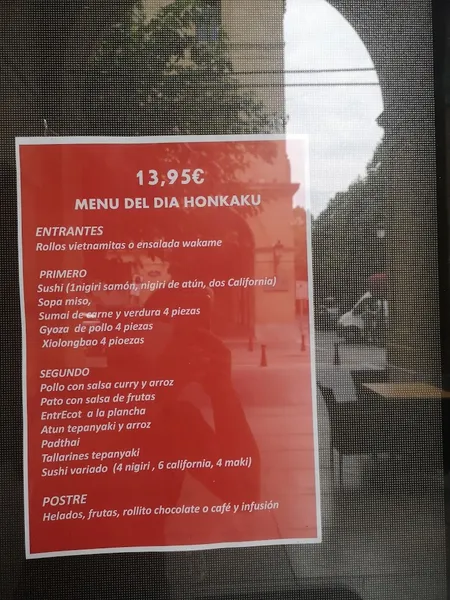 13,95€
MENU DEL DIA HONKAKU
ENTRANTES
Rollos vietnamitas o ensalada wakame
PRIMERO
Sushi (1nigiri samón, nigiri de atún, dos California)
Sopa miso,
Sumai de carne y verdura 4 piezas
Gyoza de pollo 4 piezas
Xiolongbao 4 pioezas
SEGUNDO
Pollo con salsa curry y arroz
Pato con salsa de frutas
EntrEcot a la plancha
Atun tepanyaki y arroz
Padthai
Tallarines tepanyaki
Sushi variado (4 nigiri , 6 california, 4 maki)
POSTRE
Helados, frutas, rollito chocolate o café y infusión